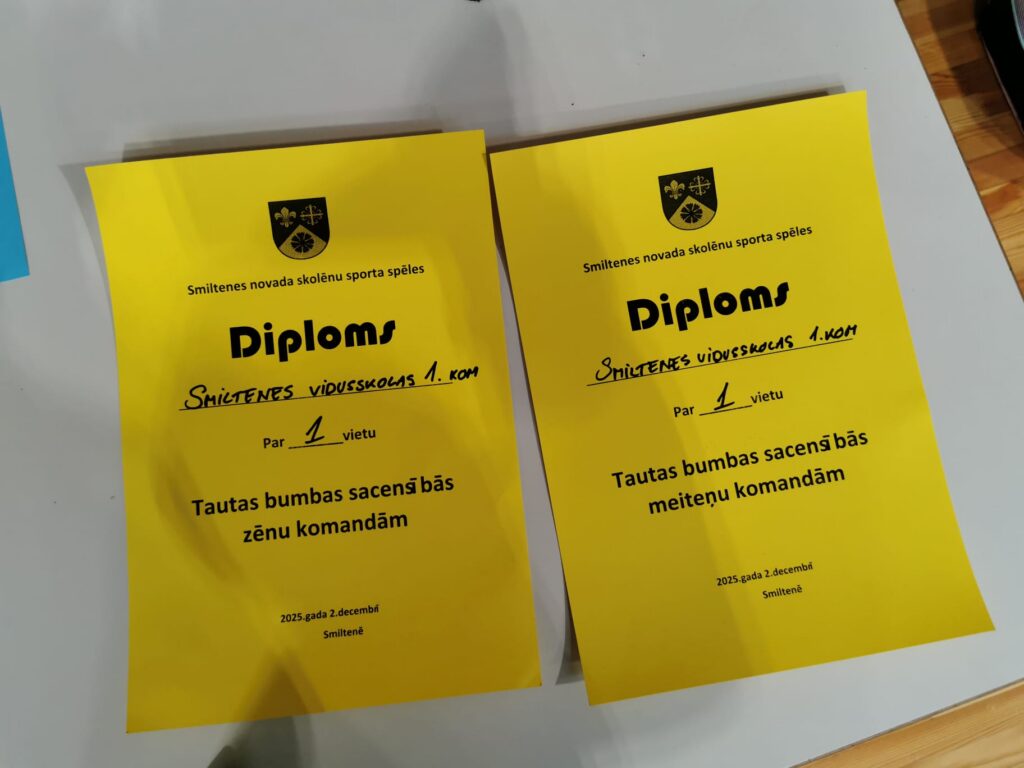 Smiltenes novada skolēnu sporta spēles
Diploms
SMILTENES VIDUSSKOLAS 1. KOM
Par 1 vietu
Tautas bumbas sacensībās
zēnu komandām
2025.gada 2.decembrī
Smiltenē
Smiltenes novada skolēnu sporta spēles
Diploms
SMILTENES VIDUSSKOLAS 1. KOM
Par 1 vietu
Tautas bumbas sacensībās
meiteņu komandām
2025.gada 2.decembrī
Smiltenē